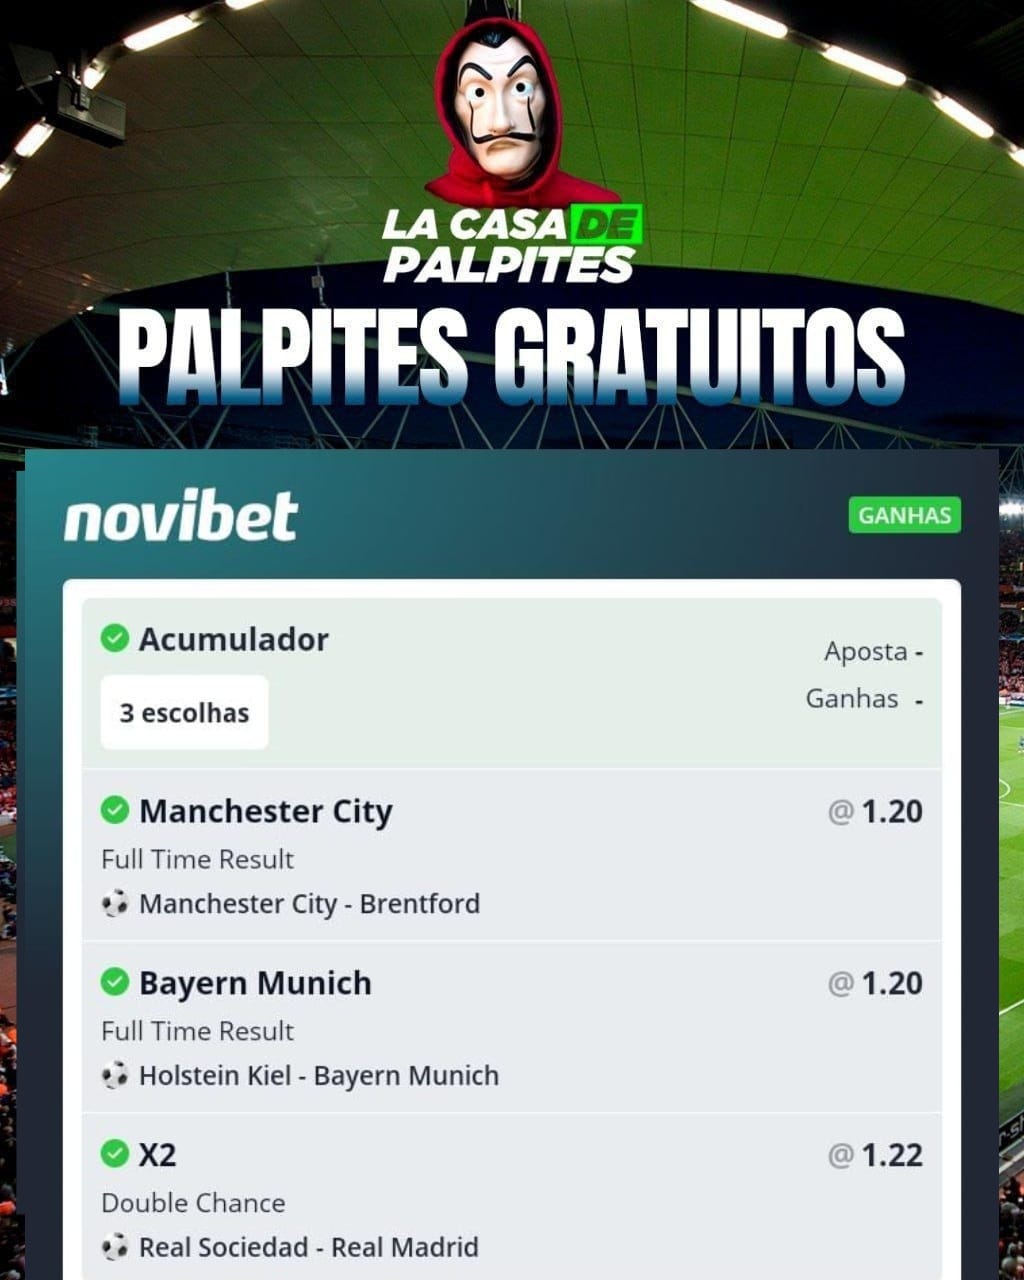 LA CASA DE
PALPITES
PALPITES GRATUITOS
novibet
GANHAS
Acumulador
Aposta -
3 escolhas
Ganhas -
Manchester City @ 1.20
Full Time Result
Manchester City - Brentford
Bayern Munich @ 1.20
Full Time Result
Holstein Kiel - Bayern Munich
X2 @ 1.22
Double Chance
Real Sociedad - Real Madrid